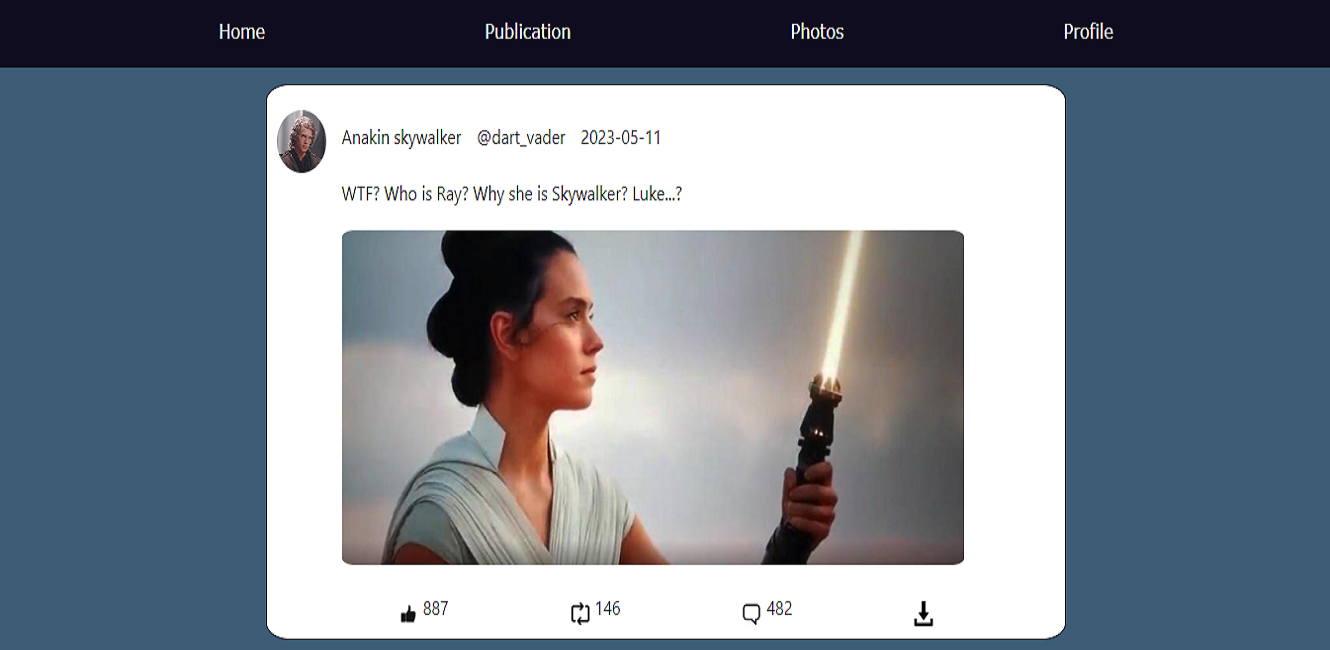 Home Publication Photos Profile
Anakin skywalker @dart_vader 2023-05-11
WTF? Who is Ray? Why she is Skywalker? Luke...?
887 146 482